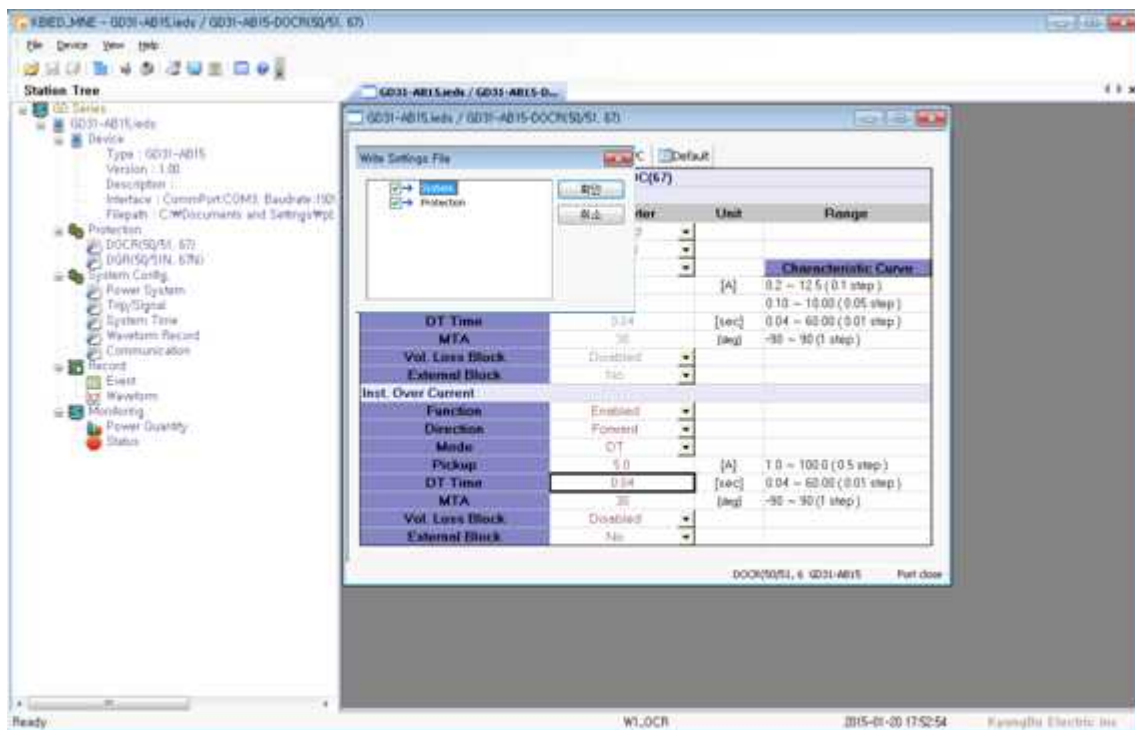 KBIED_MNE - GD31-AB15.ieds / GD31-AB15-DOCR(50/51, 67)
File Device View Help
Station Tree
GD31-AB15.ieds / GD31-AB15-D...
GD Series
GD31-AB15.ieds
Device
Type : GD31-AB15
Version : 1.00
Description :
Interface : CommPort:COM3, Baudrate:192
Filepath : C:₩Documents and Settings₩pt
Protection
DOCR(50/51, 67)
DGR(50/51N, 67N)
System Config.
Power System
Trip/Signal
System Time
Waveform Record
Communication
Record
Event
Waveform
Monitoring
Power Quantity
Status
GD31-AB15.ieds / GD31-AB15-DOCR(50/51, 67)
PC Default
OC(67)
Write Settings File
System
Protection
확인
취소
Unit Range
Characteristic Curve
[A] 0.2 ~ 12.5 ( 0.1 step )
0.10 ~ 10.00 ( 0.05 step )
DT Time 0.04 [sec] 0.04 ~ 60.00 ( 0.01 step )
MTA 30 [deg] -90 ~ 90 (1 step )
Vol. Loss Block Disabled
External Block No
Inst. Over Current
Function Enabled
Direction Forward
Mode DT
Pickup 5.0 [A] 1.0 ~ 100.0 ( 0.5 step )
DT Time 0.04 [sec] 0.04 ~ 60.00 ( 0.01 step )
MTA 30 [deg] -90 ~ 90 (1 step )
Vol. Loss Block Disabled
External Block No
DOCR(50/51, 6 GD31-AB15 Port close
Ready W1_OCR 2015-01-20 17:52:54 KyongBo Electric Inc